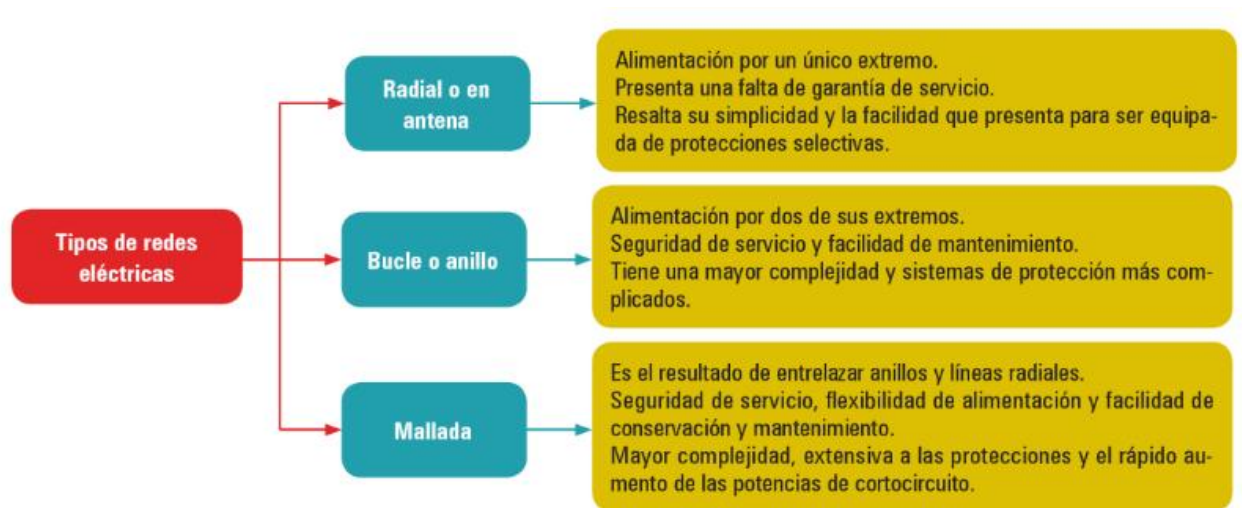 Tipos de redes
eléctricas
Radial o en
antena
Alimentación por un único extremo.
Presenta una falta de garantía de servicio.
Resalta su simplicidad y la facilidad que presenta para ser equipa-
da de protecciones selectivas.
Bucle o anillo
Alimentación por dos de sus extremos.
Seguridad de servicio y facilidad de mantenimiento.
Tiene una mayor complejidad y sistemas de protección más com-
plicados.
Mallada
Es el resultado de entrelazar anillos y líneas radiales.
Seguridad de servicio, flexibilidad de alimentación y facilidad de
conservación y mantenimiento.
Mayor complejidad, extensiva a las protecciones y el rápido au-
mento de las potencias de cortocircuito.